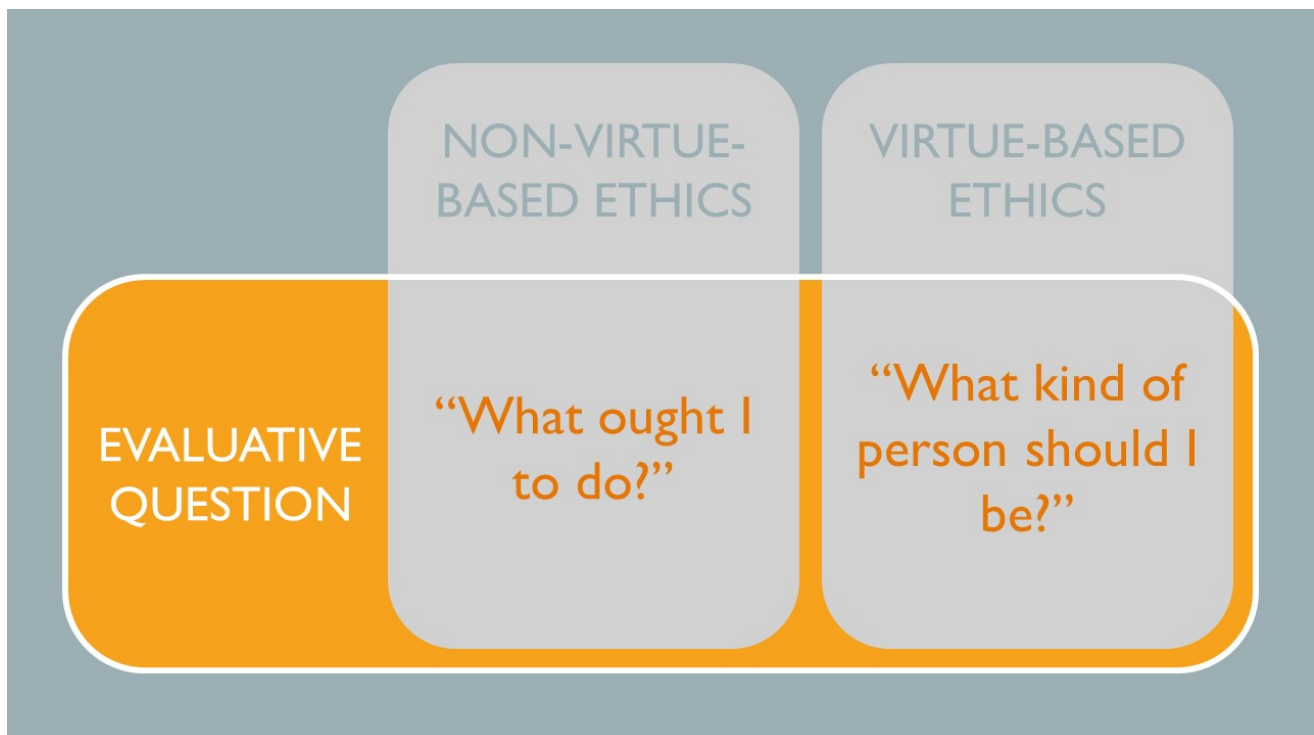 NON-VIRTUE-
BASED ETHICS
VIRTUE-BASED
ETHICS
EVALUATIVE
QUESTION
“What ought I
to do?”
“What kind of
person should I
be?”